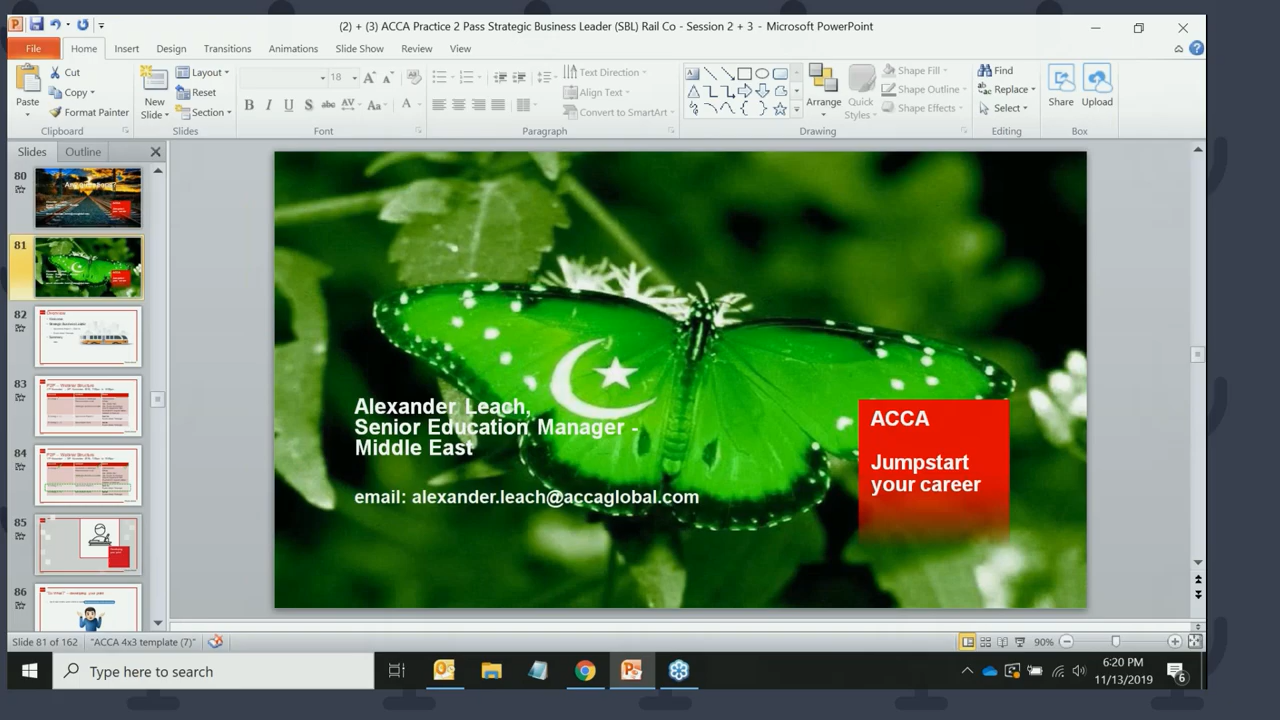 (2) + (3) ACCA Practice 2 Pass Strategic Business Leader (SBL) Rail Co - Session 2 + 3 - Microsoft PowerPoint
File Home Insert Design Transitions Animations Slide Show Review View
Paste
Cut
Copy
Format Painter
Clipboard
New Slide
Layout
Reset
Section
Slides
18
Font
Text Direction
Align Text
Convert to SmartArt
Paragraph
Arrange
Quick Styles
Shape Fill
Shape Outline
Shape Effects
Drawing
Find
Replace
Select
Editing
Share
Upload
Box
Slides Outline
80
81
82
83
84
85
86
Alexander Leach,
Senior Education Manager -
Middle East
email: alexander.leach@accaglobal.com
ACCA
Jumpstart
your career
Slide 81 of 162
"ACCA 4x3 template (7)"
90%
Type here to search
6:20 PM
11/13/2019
6